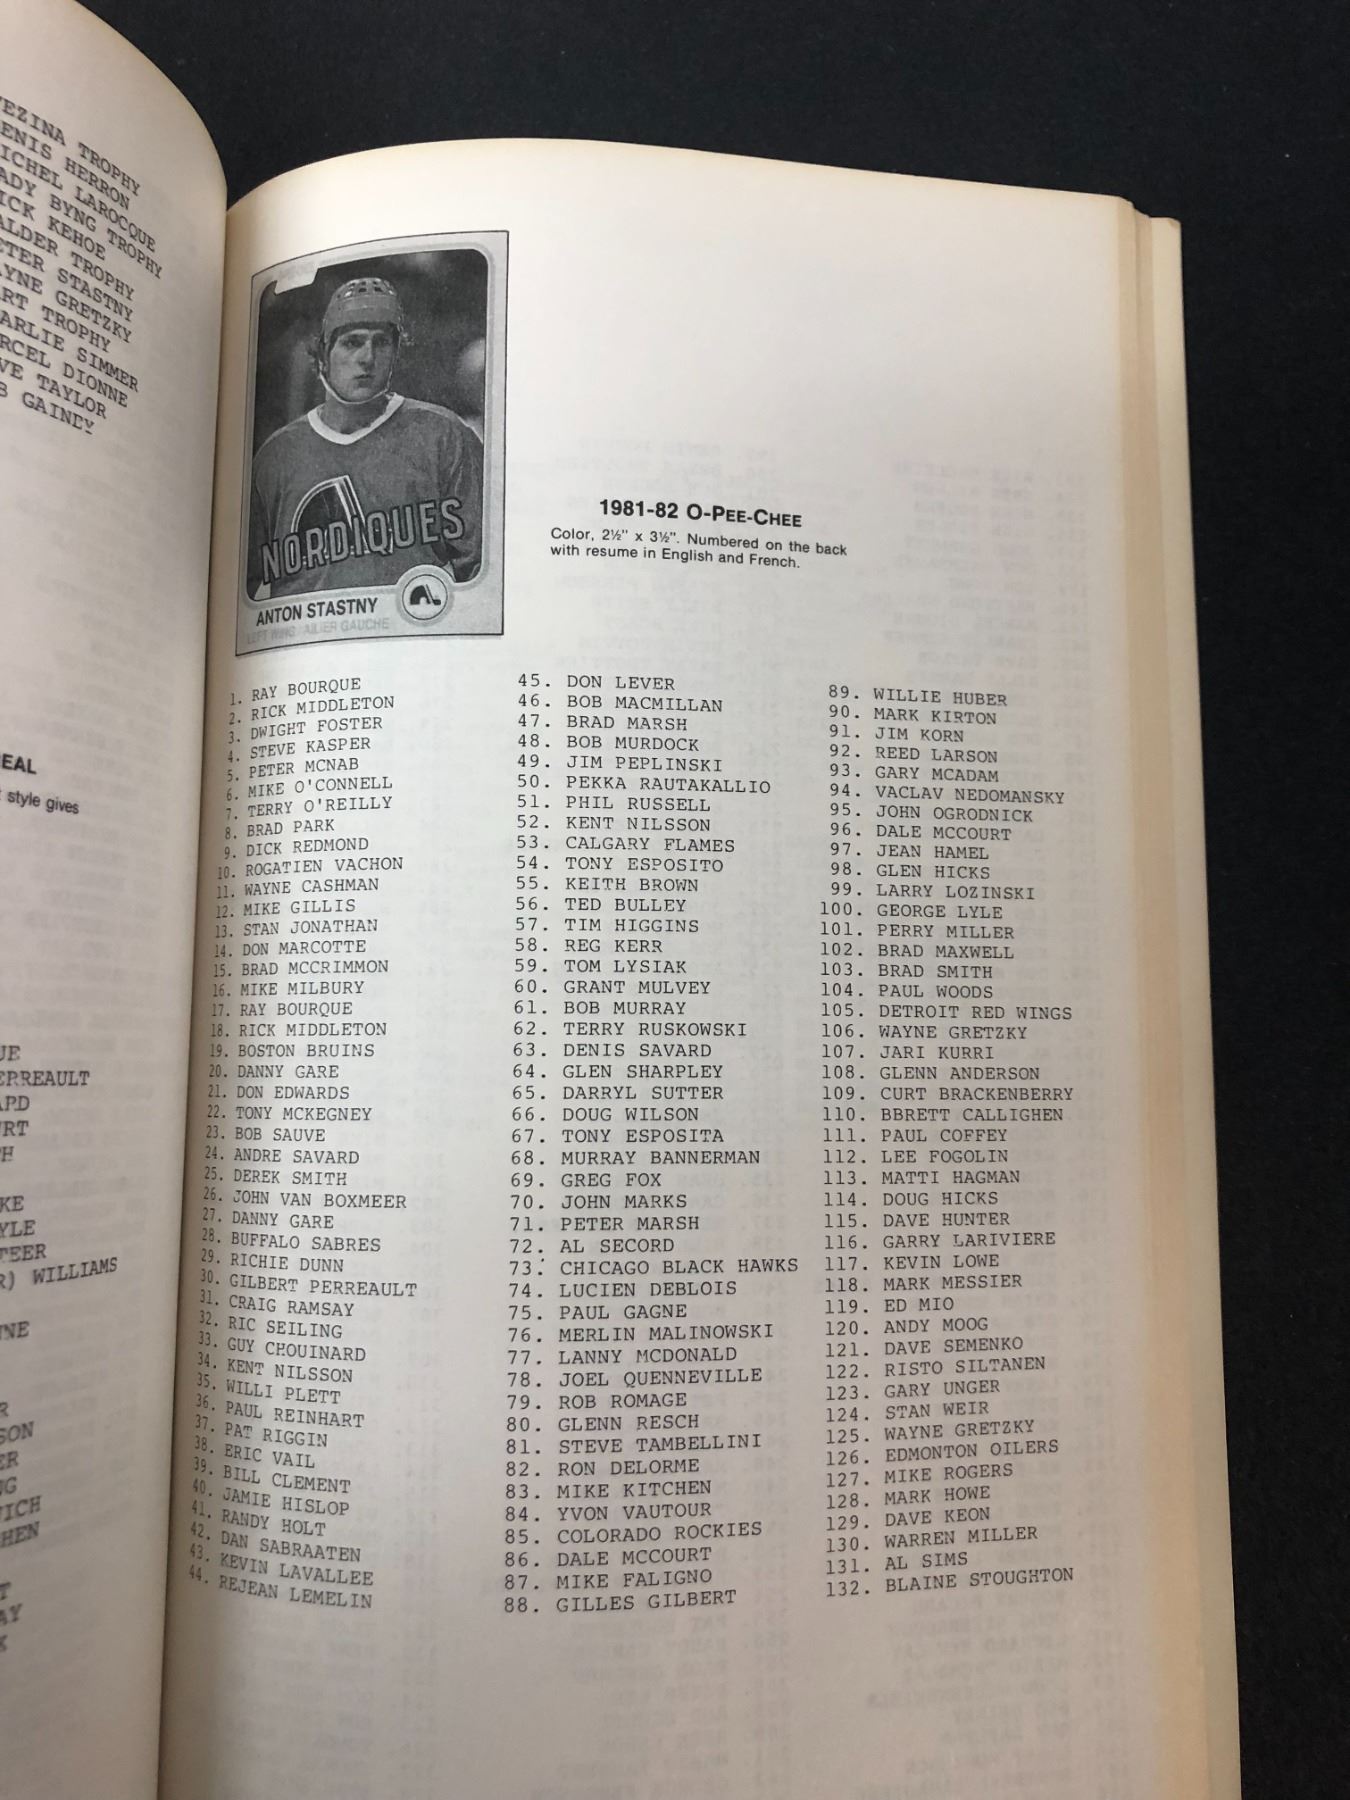 VEZINA TROPHY
DENIS HERRON
MICHEL LAROCQUE
LADY BYNG TROPHY
RICK KEHOE
CALDER TROPHY
PETER STASTNY
WAYNE GRETZKY
HART TROPHY
CHARLIE SIMMER
MARCEL DIONNE
DAVE TAYLOR
BOB GAINEY
style gives
WILLIAMS
NORDIQUES
ANTON STASTNY
LEFT WING AILIER GAUCHE
1981-82 O-PEE-CHEE
Color, 2½" x 3½". Numbered on the back
with resume in English and French.
1. RAY BOURQUE
2. RICK MIDDLETON
3. DWIGHT FOSTER
4. STEVE KASPER
5. PETER MCNAB
6. MIKE O'CONNELL
7. TERRY O'REILLY
8. BRAD PARK
9. DICK REDMOND
10. ROGATIEN VACHON
11. WAYNE CASHMAN
12. MIKE GILLIS
13. STAN JONATHAN
14. DON MARCOTTE
15. BRAD MCCRIMMON
16. MIKE MILBURY
17. RAY BOURQUE
18. RICK MIDDLETON
19. BOSTON BRUINS
20. DANNY GARE
21. DON EDWARDS
22. TONY MCKEGNEY
23. BOB SAUVE
24. ANDRE SAVARD
25. DEREK SMITH
26. JOHN VAN BOXMEER
27. DANNY GARE
28. BUFFALO SABRES
29. RICHIE DUNN
30. GILBERT PERREAULT
31. CRAIG RAMSAY
32. RIC SEILING
33. GUY CHOUINARD
34. KENT NILSSON
35. WILLI PLETT
36. PAUL REINHART
37. PAT RIGGIN
38. ERIC VAIL
39. BILL CLEMENT
40. JAMIE HISLOP
41. RANDY HOLT
42. DAN SABRAATEN
43. KEVIN LAVALLEE
44. REJEAN LEMELIN
45. DON LEVER
46. BOB MACMILLAN
47. BRAD MARSH
48. BOB MURDOCK
49. JIM PEPLINSKI
50. PEKKA RAUTAKALLIO
51. PHIL RUSSELL
52. KENT NILSSON
53. CALGARY FLAMES
54. TONY ESPOSITO
55. KEITH BROWN
56. TED BULLEY
57. TIM HIGGINS
58. REG KERR
59. TOM LYSIAK
60. GRANT MULVEY
61. BOB MURRAY
62. TERRY RUSKOWSKI
63. DENIS SAVARD
64. GLEN SHARPLEY
65. DARRYL SUTTER
66. DOUG WILSON
67. TONY ESPOSITA
68. MURRAY BANNERMAN
69. GREG FOX
70. JOHN MARKS
71. PETER MARSH
72. AL SECORD
73. CHICAGO BLACK HAWKS
74. LUCIEN DEBLOIS
75. PAUL GAGNE
76. MERLIN MALINOWSKI
77. LANNY MCDONALD
78. JOEL QUENNEVILLE
79. ROB ROMAGE
80. GLENN RESCH
81. STEVE TAMBELLINI
82. RON DELORME
83. MIKE KITCHEN
84. YVON VAUTOUR
85. COLORADO ROCKIES
86. DALE MCCOURT
87. MIKE FALIGNO
88. GILLES GILBERT
89. WILLIE HUBER
90. MARK KIRTON
91. JIM KORN
92. REED LARSON
93. GARY MCADAM
94. VACLAV NEDOMANSKY
95. JOHN OGRODNICK
96. DALE MCCOURT
97. JEAN HAMEL
98. GLEN HICKS
99. LARRY LOZINSKI
100. GEORGE LYLE
101. PERRY MILLER
102. BRAD MAXWELL
103. BRAD SMITH
104. PAUL WOODS
105. DETROIT RED WINGS
106. WAYNE GRETZKY
107. JARI KURRI
108. GLENN ANDERSON
109. CURT BRACKENBERRY
110. BBRETT CALLIGHEN
111. PAUL COFFEY
112. LEE FOGOLIN
113. MATTI HAGMAN
114. DOUG HICKS
115. DAVE HUNTER
116. GARRY LARIVIERE
117. KEVIN LOWE
118. MARK MESSIER
119. ED MIO
120. ANDY MOOG
121. DAVE SEMENKO
122. RISTO SILTANEN
123. GARY UNGER
124. STAN WEIR
125. WAYNE GRETZKY
126. EDMONTON OILERS
127. MIKE ROGERS
128. MARK HOWE
129. DAVE KEON
130. WARREN MILLER
131. AL SIMS
132. BLAINE STOUGHTON